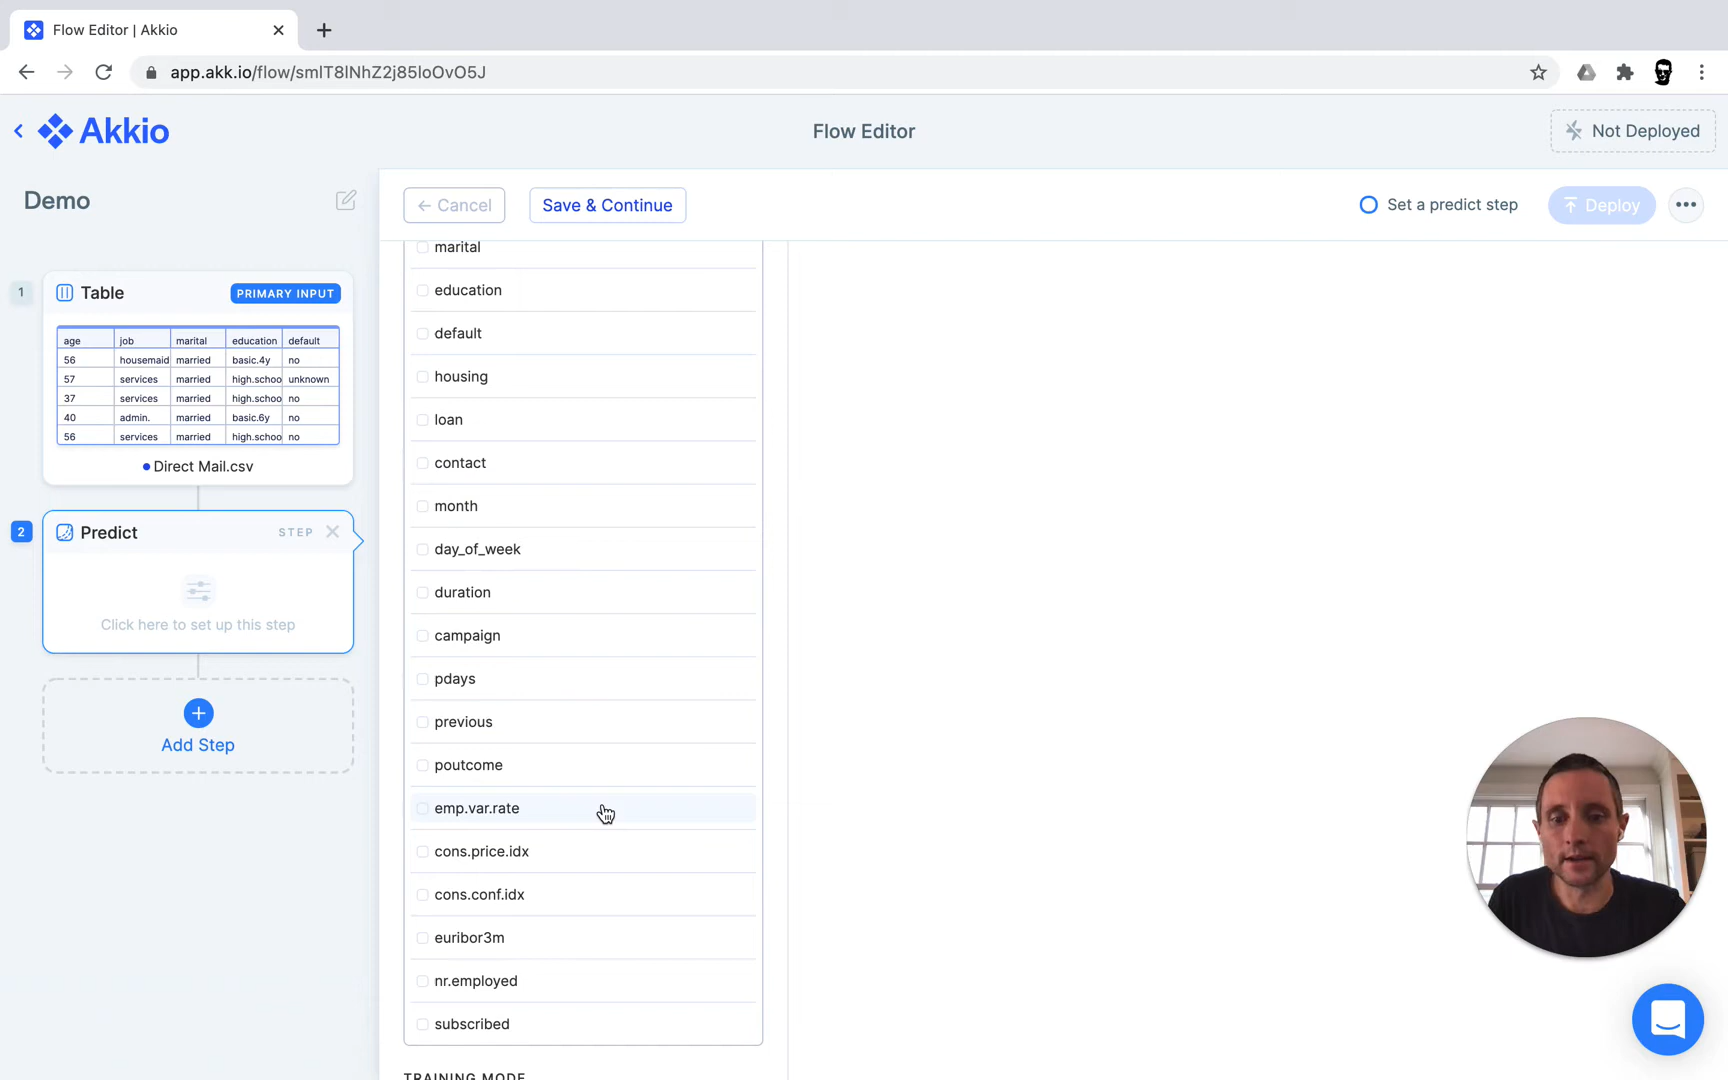 Flow Editor | Akkio
app.akk.io/flow/
Akkio
Flow Editor
Not Deployed
Demo
Cancel
Save & Continue
Set a predict step
Deploy
1
Table
PRIMARY INPUT
age job marital education default
56 housemaid married basic.4y no
57 services married high.schoo unknown
37 services married high.schoo no
40 admin. married basic.6y no
56 services married high.schoo no
Direct Mail.csv
2
Predict
STEP
Click here to set up this step
Add Step
marital
education
default
housing
loan
contact
month
day_of_week
duration
campaign
pdays
previous
poutcome
emp.var.rate
cons.price.idx
cons.conf.idx
euribor3m
nr.employed
subscribed
TRAINING MODE